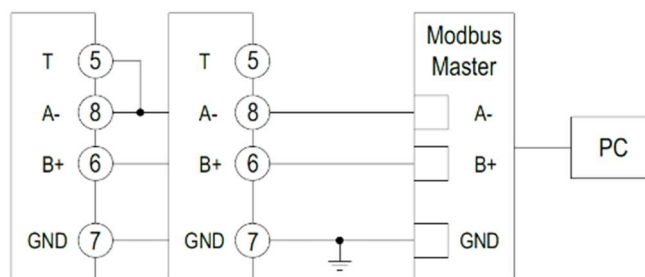 T 5 T 5 Modbus
Master
A- 8 A- 8 A-
B+ 6 B+ 6 B+ PC
GND 7 GND 7 GND